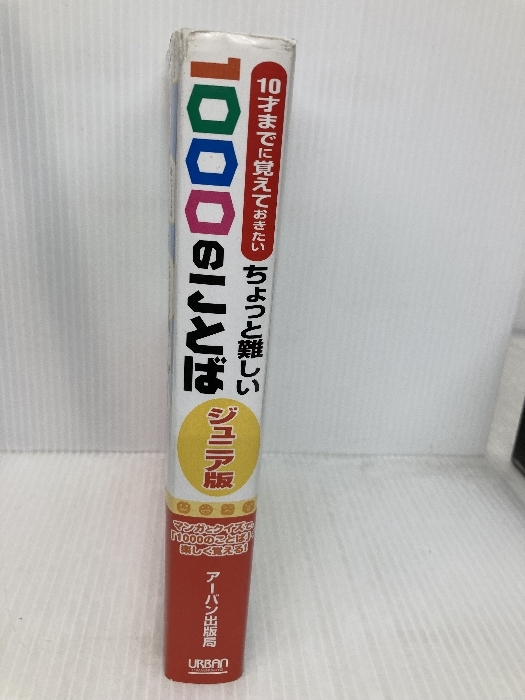 10才までに覚えておきたい
ちょっと難しい
1000のことば
ジュニア版
マンガとクイズで、
「1000のことば」を
楽しく覚える!
アーバン出版局
URBAN